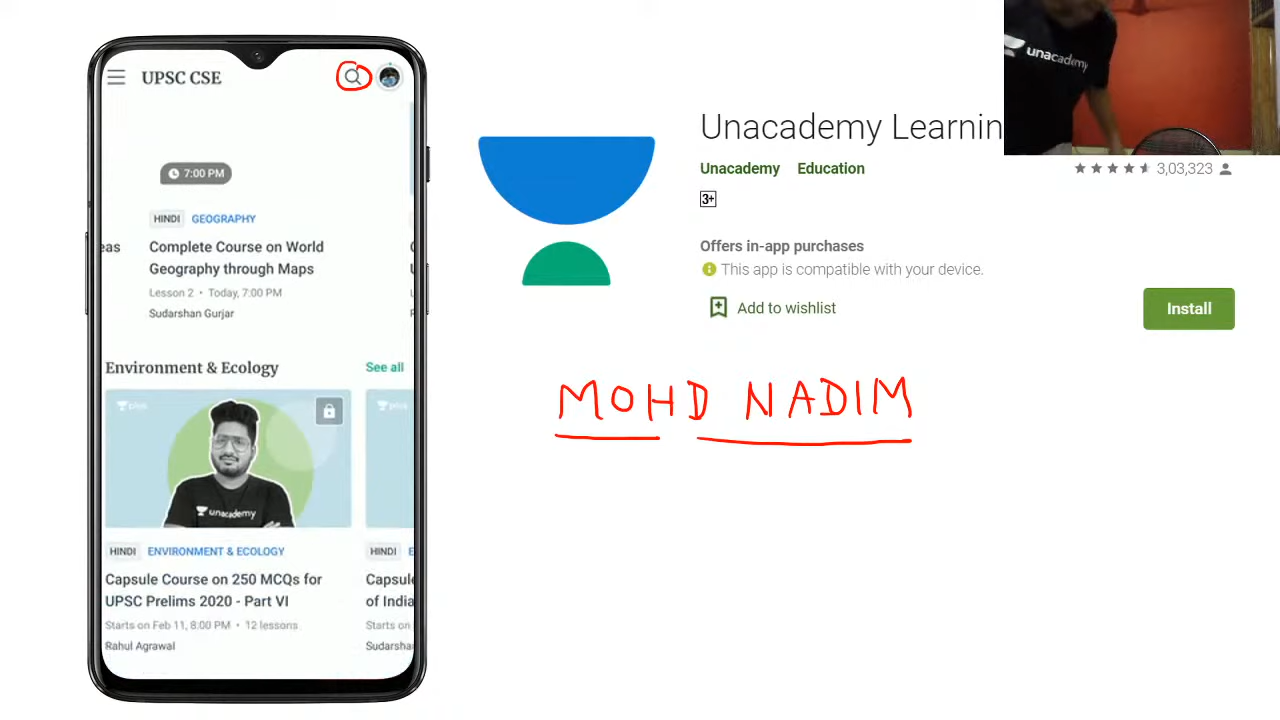 UPSC CSE
7:00 PM
HINDI GEOGRAPHY
eas
Complete Course on World
Geography through Maps
Lesson 2 • Today, 7:00 PM
Sudarshan Gurjar
Environment & Ecology
See all
plus
unacademy
HINDI ENVIRONMENT & ECOLOGY
Capsule Course on 250 MCQs for
UPSC Prelims 2020 - Part VI
Starts on Feb 11, 8:00 PM • 12 lessons
Rahul Agrawal
plus
HINDI E
Capsule
of India
Starts on
Sudarshan
Unacademy Learnin
Unacademy Education
3,03,323
3+
Offers in-app purchases
This app is compatible with your device.
Add to wishlist
Install
MOHD NADIM
unacademy